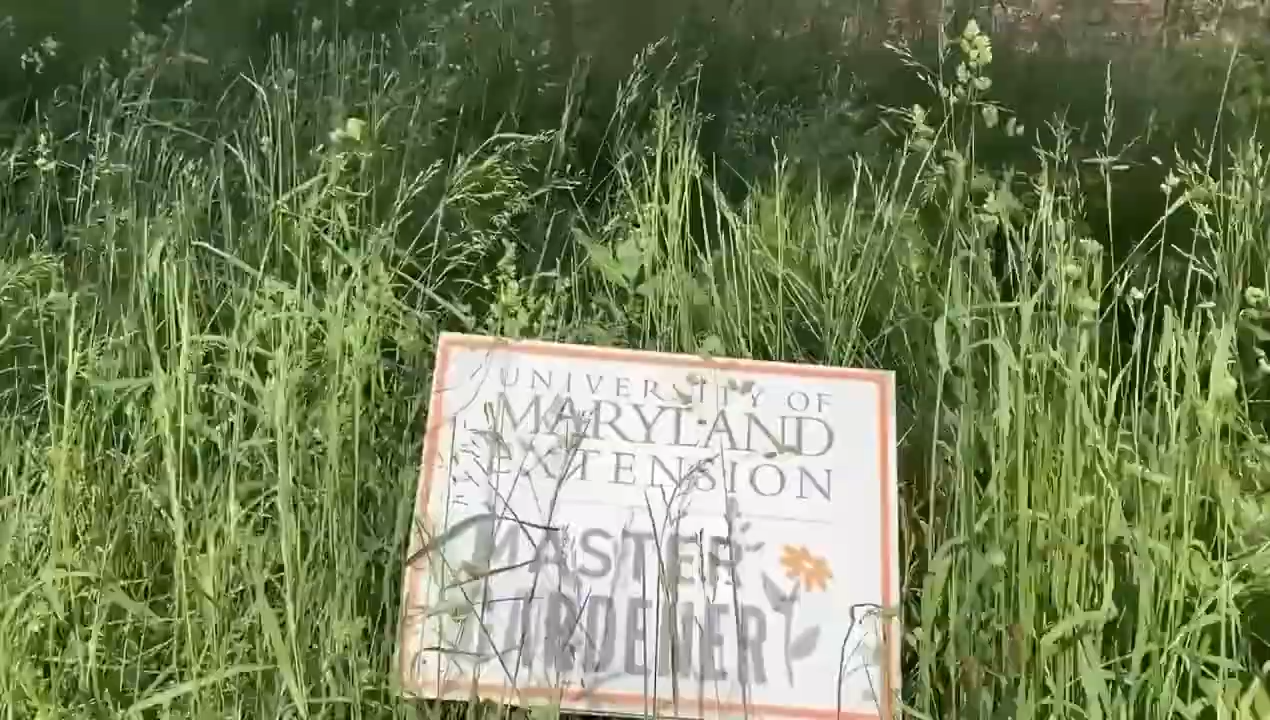 UNIVERSITY OF
MARYLAND
EXTENSION
MASTER
GARDENER